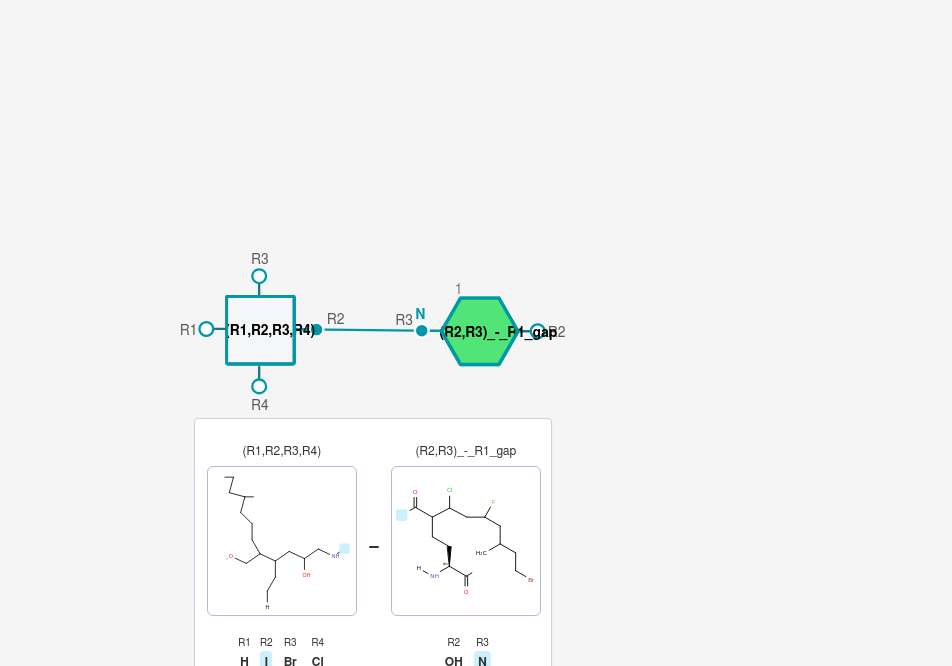 R3
1
N
R1
(R1,R2,R3,R4)
R2
R3
(R2,R3)_-_R1_gap
R2
R4
(R1,R2,R3,R4)
(R2,R3)_-_R1_gap
O
NH
OH
H
–
O
Cl
F
H₃C
H
NH
O
Br
R1 R2 R3 R4
H I Br Cl
R2 R3
OH N